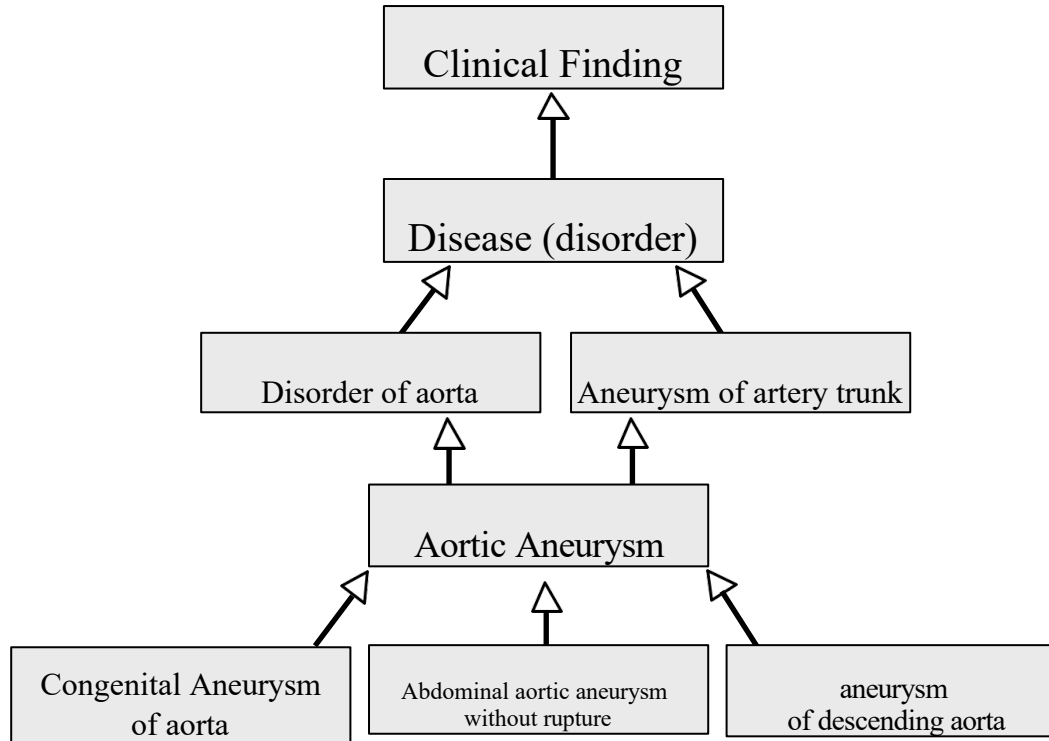 Clinical Finding
Disease (disorder)
Disorder of aorta
Aneurysm of artery trunk
Aortic Aneurysm
Congenital Aneurysm
of aorta
Abdominal aortic aneurysm
without rupture
aneurysm
of descending aorta